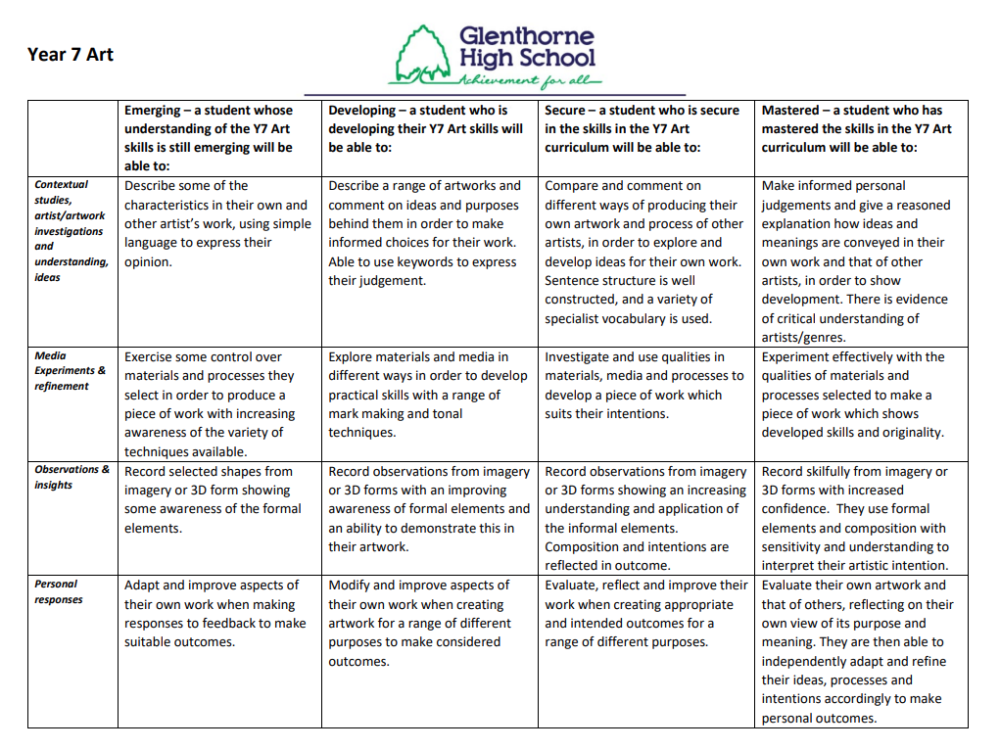 Year 7 Art
Glenthorne
High School
Achievement for all
Emerging – a student whose
understanding of the Y7 Art
skills is still emerging will be
able to:
Developing – a student who is
developing their Y7 Art skills will
be able to:
Secure – a student who is secure
in the skills in the Y7 Art
curriculum will be able to:
Mastered – a student who has
mastered the skills in the Y7 Art
curriculum will be able to:
Contextual
studies,
artist/artwork
investigations
and
understanding,
ideas
Describe some of the
characteristics in their own and
other artist's work, using simple
language to express their
opinion.
Describe a range of artworks and
comment on ideas and purposes
behind them in order to make
informed choices for their work.
Able to use keywords to express
their judgement.
Compare and comment on
different ways of producing their
own artwork and process of other
artists, in order to explore and
develop ideas for their own work.
Sentence structure is well
constructed, and a variety of
specialist vocabulary is used.
Make informed personal
judgements and give a reasoned
explanation how ideas and
meanings are conveyed in their
own work and that of other
artists, in order to show
development. There is evidence
of critical understanding of
artists/genres.
Media
Experiments &
refinement
Exercise some control over
materials and processes they
select in order to produce a
piece of work with increasing
awareness of the variety of
techniques available.
Explore materials and media in
different ways in order to develop
practical skills with a range of
mark making and tonal
techniques.
Investigate and use qualities in
materials, media and processes to
develop a piece of work which
suits their intentions.
Experiment effectively with the
qualities of materials and
processes selected to make a
piece of work which shows
developed skills and originality.
Observations &
insights
Record selected shapes from
imagery or 3D form showing
some awareness of the formal
elements.
Record observations from imagery
or 3D forms with an improving
awareness of formal elements and
an ability to demonstrate this in
their artwork.
Record observations from imagery
or 3D forms showing an increasing
understanding and application of
the informal elements.
Composition and intentions are
reflected in outcome.
Record skilfully from imagery or
3D forms with increased
confidence.  They use formal
elements and composition with
sensitivity and understanding to
interpret their artistic intention.
Personal
responses
Adapt and improve aspects of
their own work when making
responses to feedback to make
suitable outcomes.
Modify and improve aspects of
their own work when creating
artwork for a range of different
purposes to make considered
outcomes.
Evaluate, reflect and improve their
work when creating appropriate
and intended outcomes for a
range of different purposes.
Evaluate their own artwork and
that of others, reflecting on their
own view of its purpose and
meaning. They are then able to
independently adapt and refine
their ideas, processes and
intentions accordingly to make
personal outcomes.